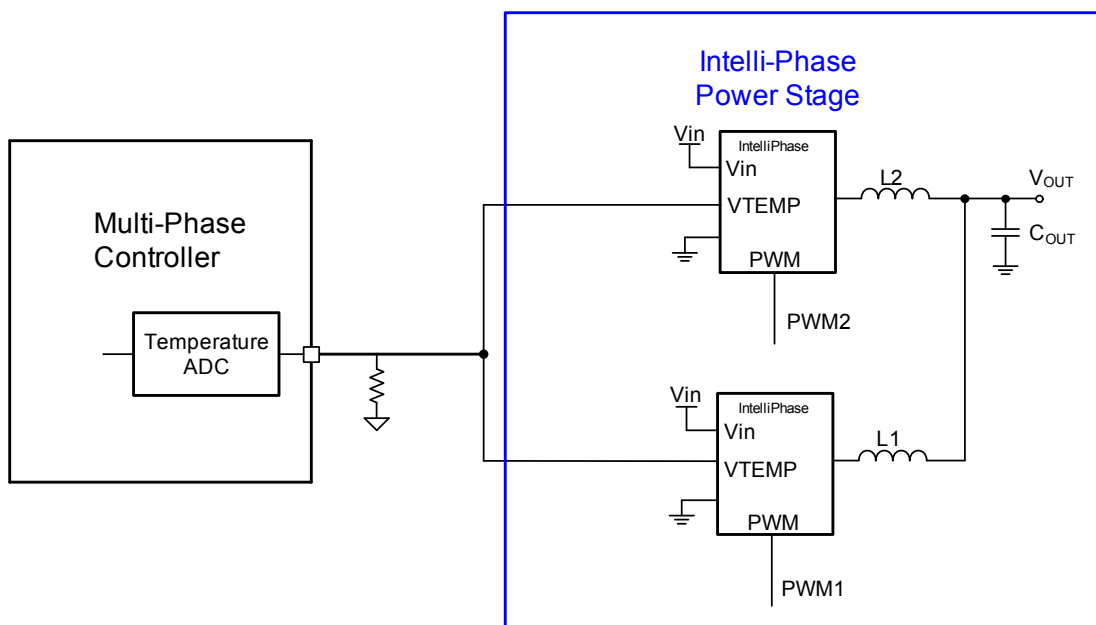 Intelli-Phase
Power Stage
Multi-Phase
Controller
Temperature
ADC
Vin
IntelliPhase
Vin
VTEMP
PWM
PWM2
L2
VOUT
COUT
Vin
IntelliPhase
Vin
VTEMP
PWM
PWM1
L1